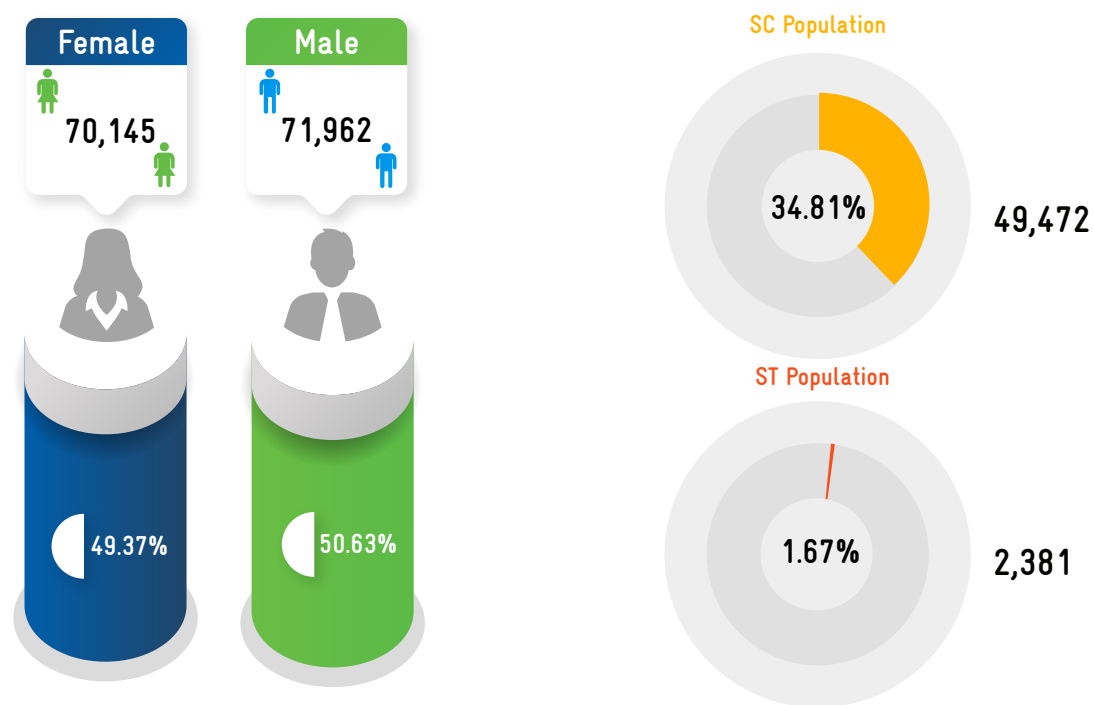 Female
70,145
49.37%
Male
71,962
50.63%
SC Population
34.81%
49,472
ST Population
1.67%
2,381